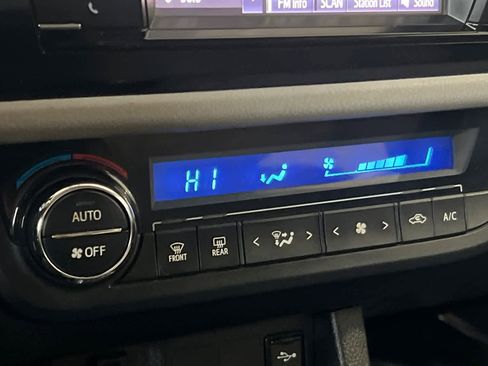 FM Info SCAN Station List Sound
HI
AUTO
OFF
FRONT
REAR
< >
< >
A/C